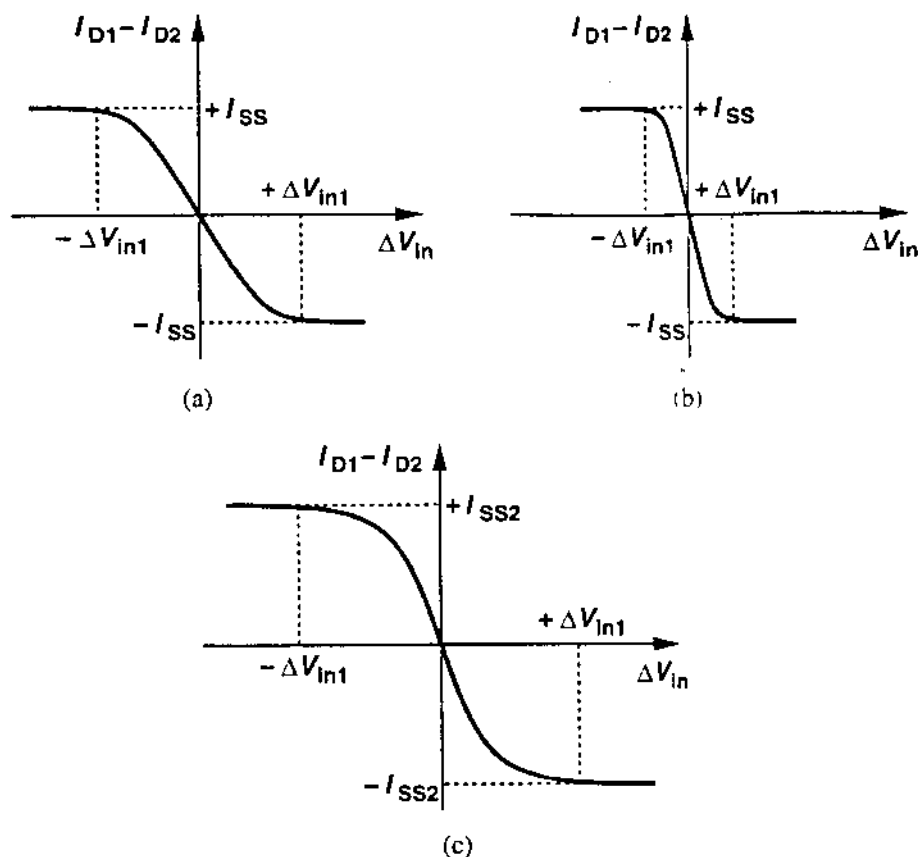 I_D1 − I_D2
+ I_SS
+ ΔV_in1
− ΔV_in1
ΔV_in
− I_SS
(a)
I_D1 − I_D2
+ I_SS
+ ΔV_in1
− ΔV_in1
ΔV_in
− I_SS
(b)
I_D1 − I_D2
+ I_SS2
+ ΔV_in1
− ΔV_in1
ΔV_in
− I_SS2
(c)